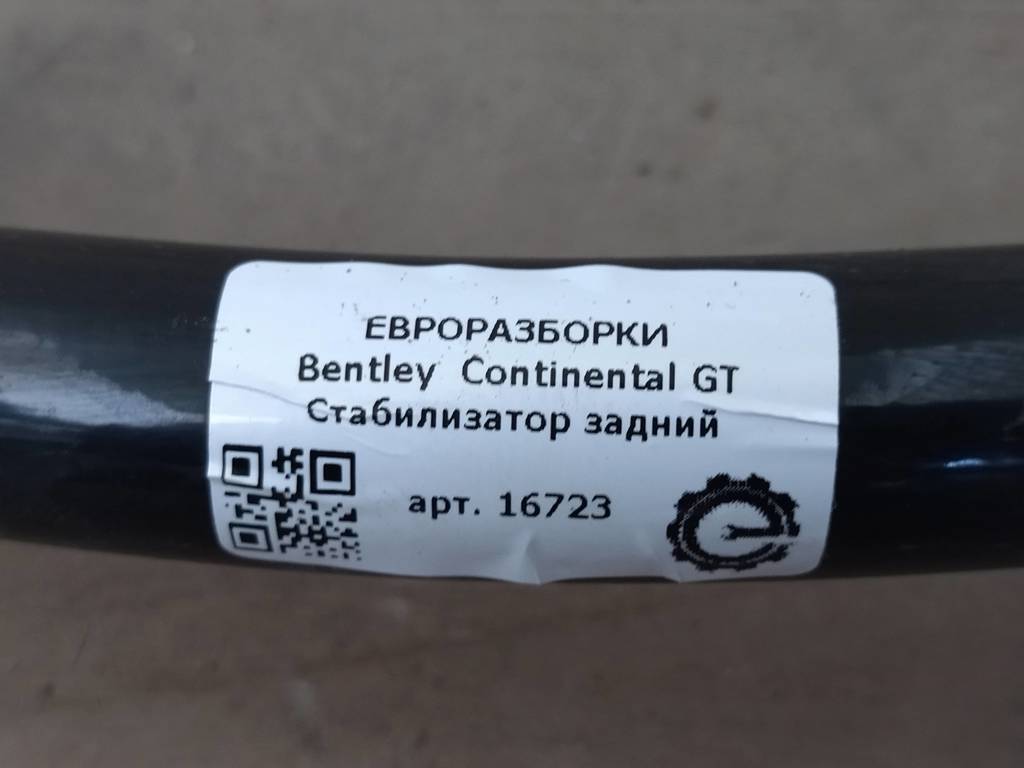 ЕВРОРАЗБОРКИ
Bentley Continental GT
Стабилизатор задний
арт. 16723